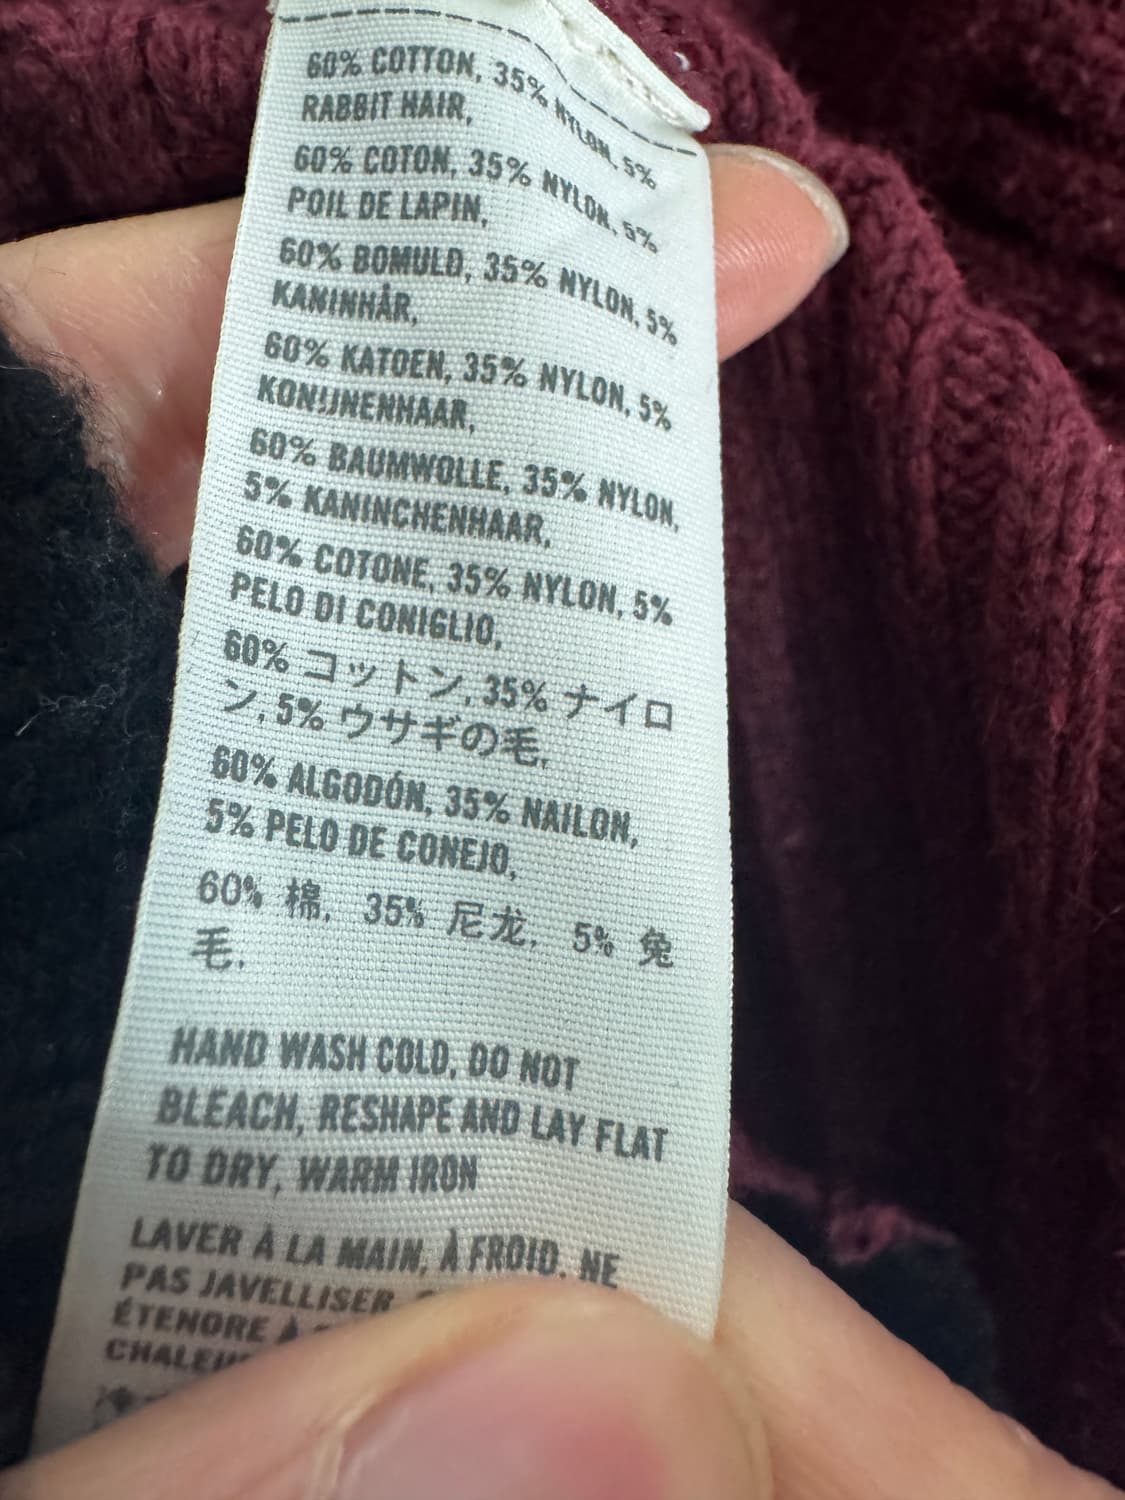 60% COTTON, 35% NYLON, 5%
RABBIT HAIR,
60% COTON, 35% NYLON, 5%
POIL DE LAPIN,
60% BOMULD, 35% NYLON, 5%
KANINHÅR,
60% KATOEN, 35% NYLON, 5%
KONIJNENHAAR,
60% BAUMWOLLE, 35% NYLON,
5% KANINCHENHAAR,
60% COTONE, 35% NYLON, 5%
PELO DI CONIGLIO,
60% コットン, 35% ナイロ
ン, 5% ウサギの毛,
60% ALGODÓN, 35% NAILON,
5% PELO DE CONEJO,
60% 棉, 35% 尼龙, 5% 兔
毛,
HAND WASH COLD, DO NOT
BLEACH, RESHAPE AND LAY FLAT
TO DRY, WARM IRON
LAVER À LA MAIN, À FROID, NE
PAS JAVELLISER
ÉTENDRE À